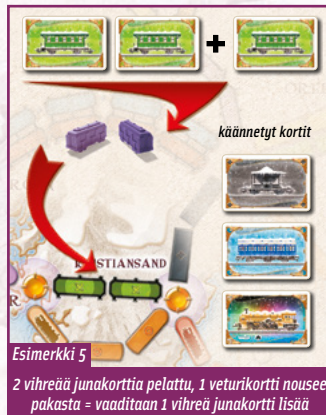 +
käännetyt kortit
KRISTIANSAND
Esimerkki 5
2 vihreää junakorttia pelattu, 1 veturikortti nousee
pakasta = vaaditaan 1 vihreä junakortti lisää